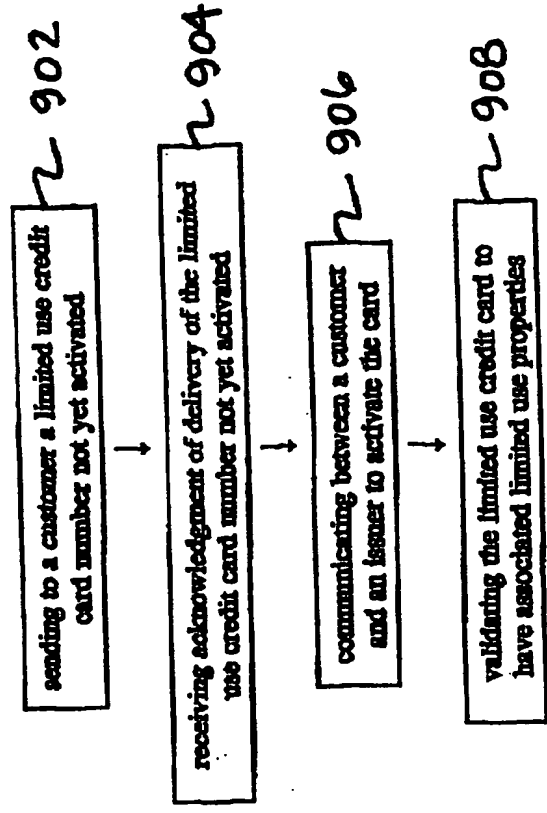 sending to a customer a limited use credit
card number not yet activated
902
receiving acknowledgment of delivery of the limited
use credit card number not yet activated
904
communicating between a customer
and an issuer to activate the card
906
validating the limited use credit card to
have associated limited use properties
908